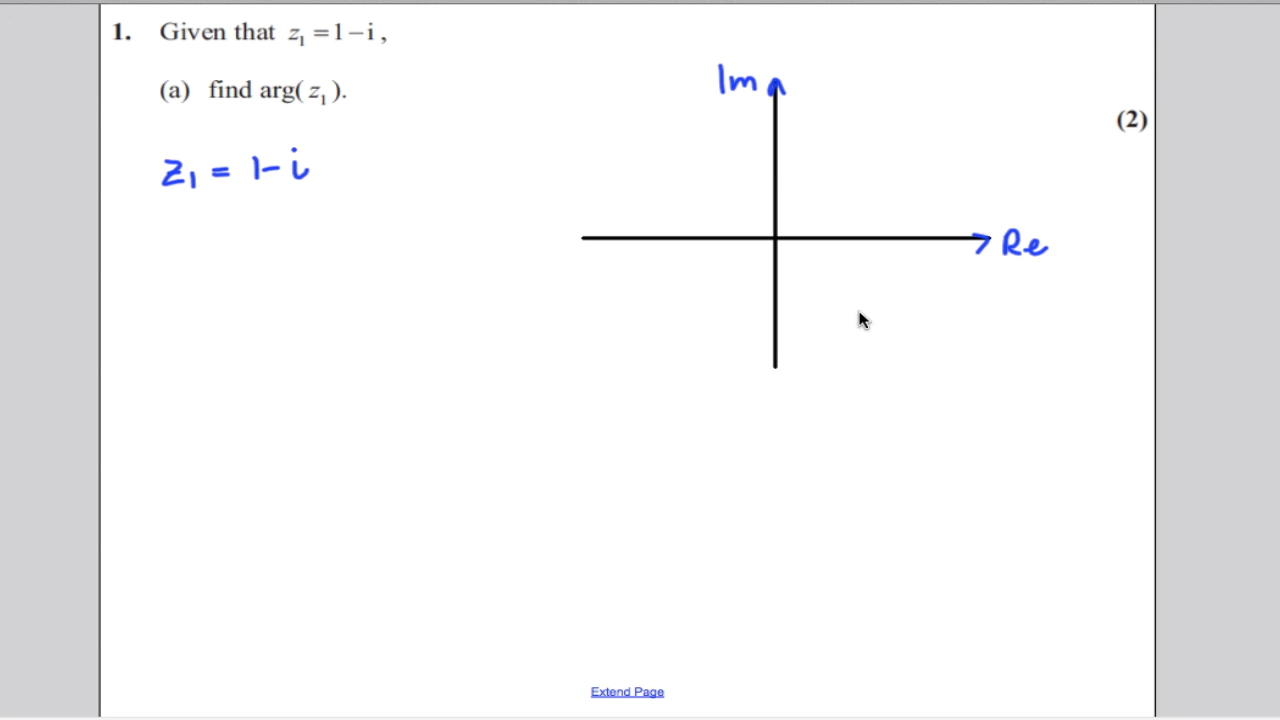 1. Given that z₁ = 1 – i ,
(a) find arg( z₁ ).
(2)
z₁ = 1 - i
Im
Re
Extend Page